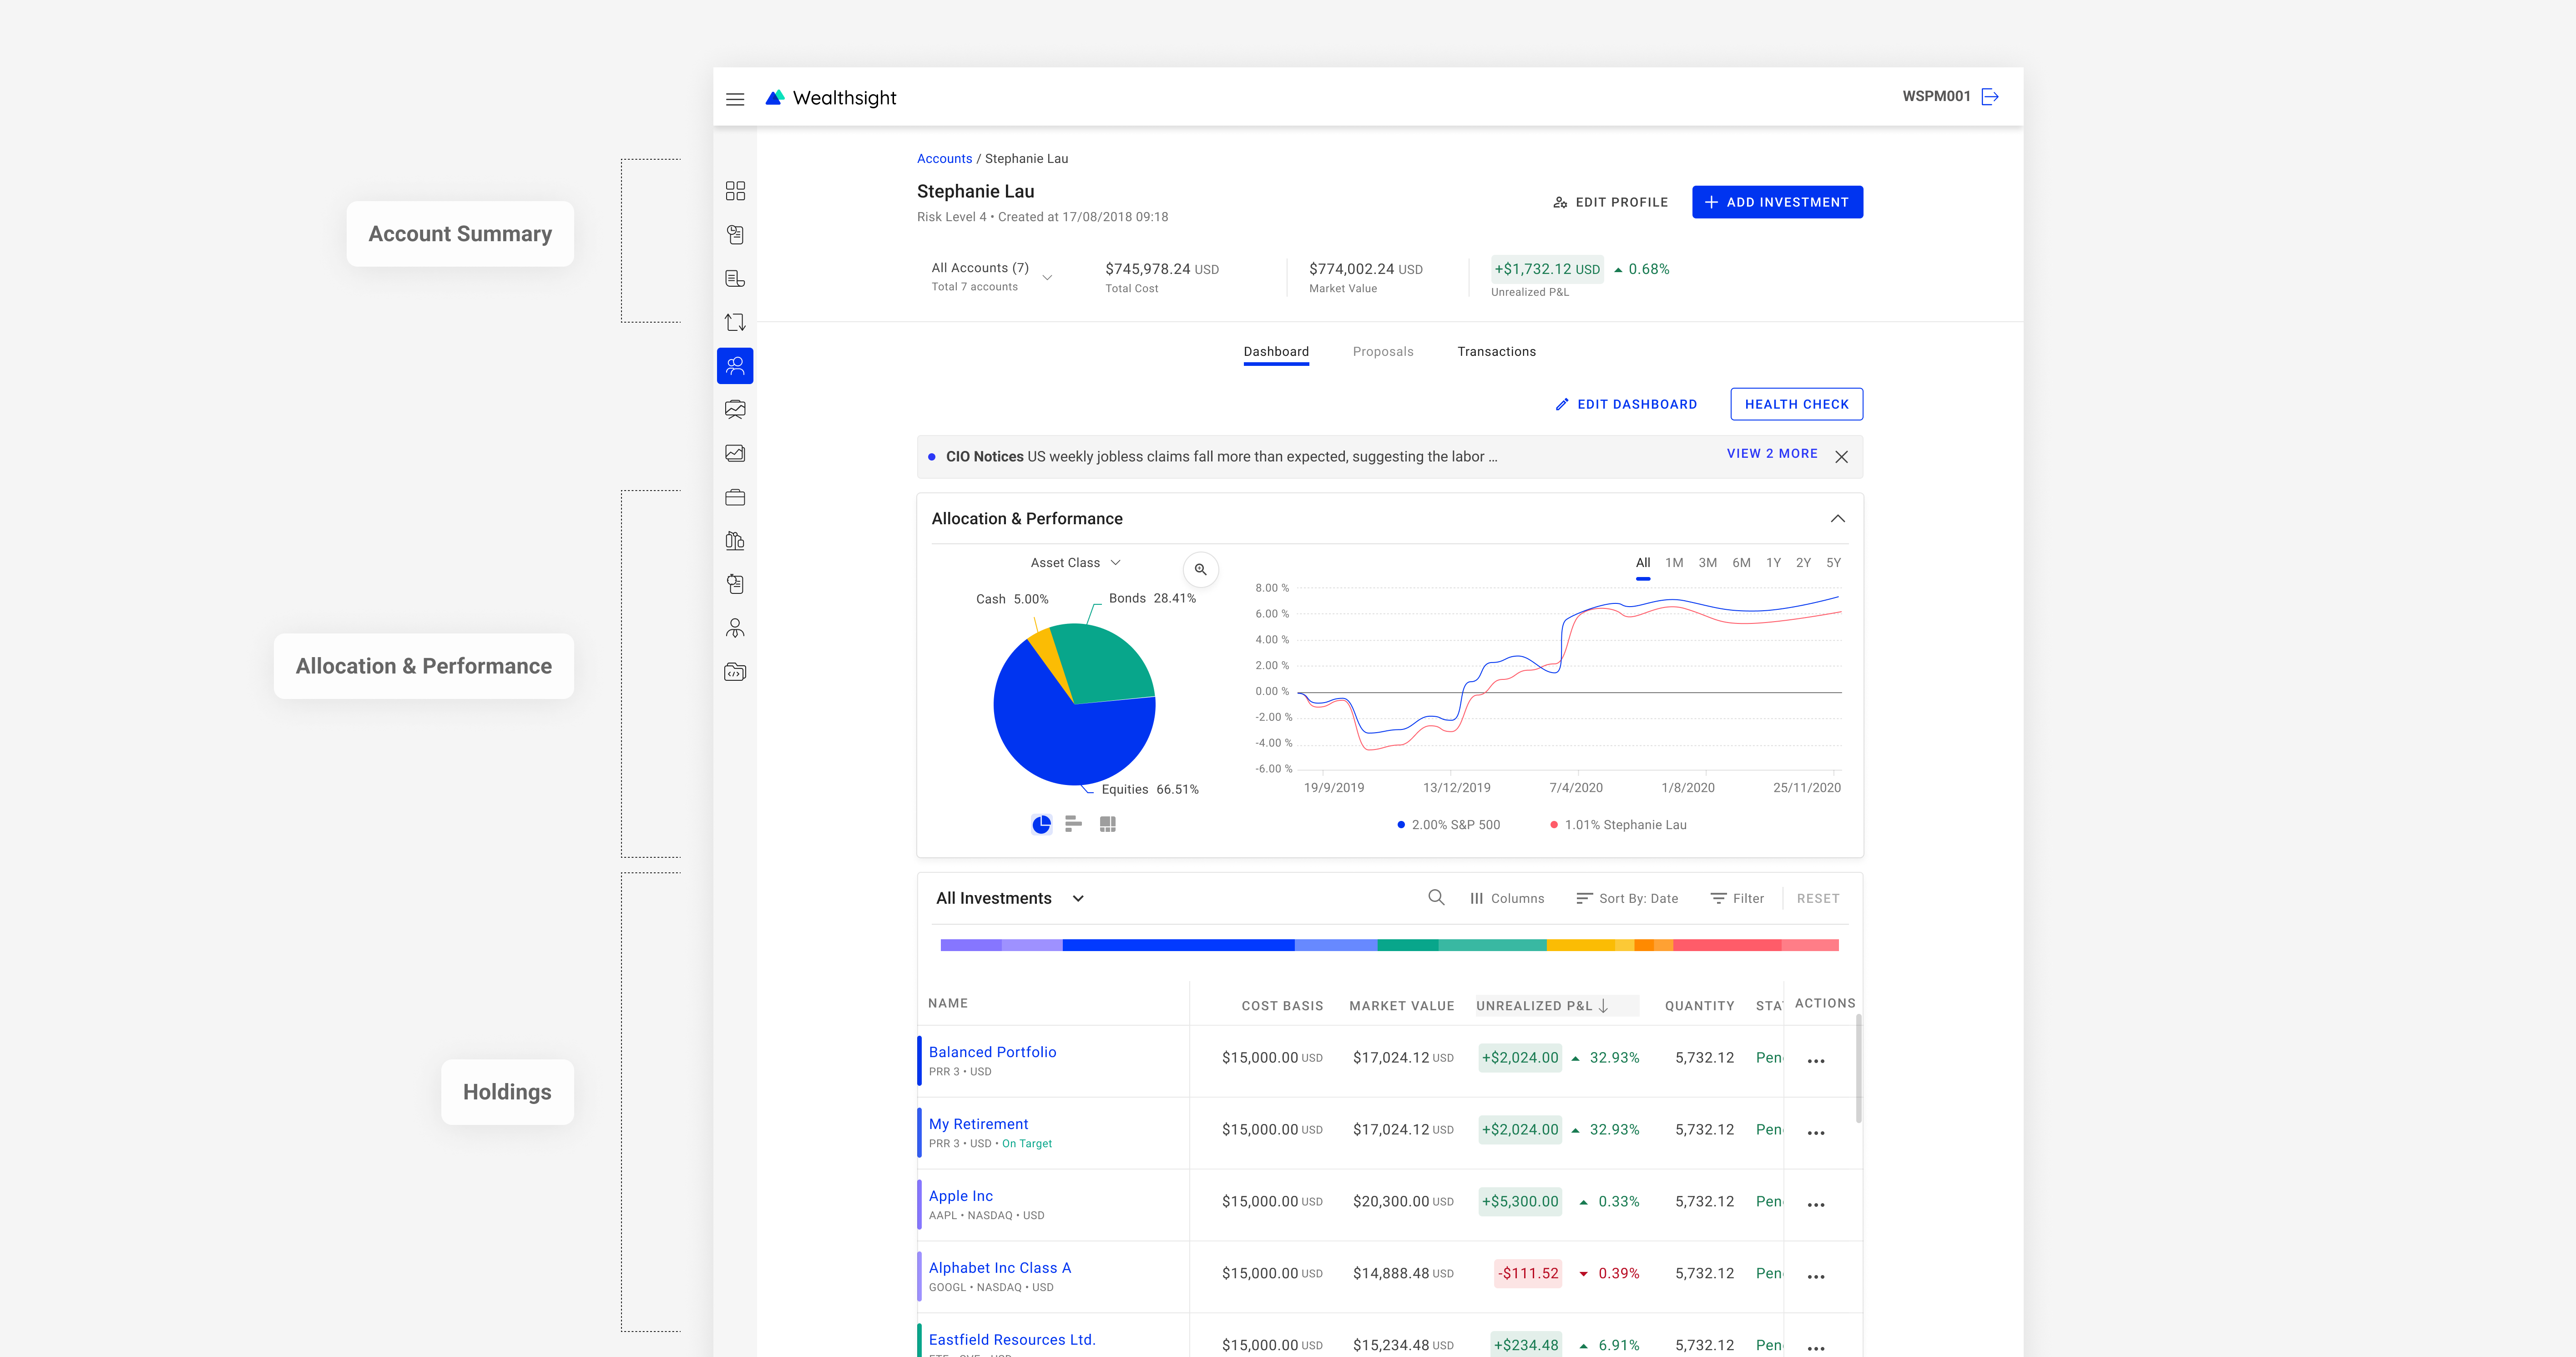 Wealthsight
WSPM001
Accounts / Stephanie Lau
Stephanie Lau
Risk Level 4 • Created at 17/08/2018 09:18
EDIT PROFILE
ADD INVESTMENT
Account Summary
All Accounts (7)
Total 7 accounts
$745,978.24 USD
Total Cost
$774,002.24 USD
Market Value
+$1,732.12 USD 0.68%
Unrealized P&L
Dashboard Proposals Transactions
EDIT DASHBOARD HEALTH CHECK
CIO Notices US weekly jobless claims fall more than expected, suggesting the labor ...
VIEW 2 MORE
Allocation & Performance
Allocation & Performance
Asset Class
Cash 5.00%
Bonds 28.41%
Equities 66.51%
All 1M 3M 6M 1Y 2Y 5Y
8.00 %
6.00 %
4.00 %
2.00 %
0.00 %
-2.00 %
-4.00 %
-6.00 %
19/9/2019 13/12/2019 7/4/2020 1/8/2020 25/11/2020
2.00% S&P 500 1.01% Stephanie Lau
Holdings
All Investments
Columns Sort By: Date Filter RESET
NAME COST BASIS MARKET VALUE UNREALIZED P&L QUANTITY STA ACTIONS
Balanced Portfolio
PRR 3 • USD
$15,000.00 USD $17,024.12 USD +$2,024.00 32.93% 5,732.12 Pen
My Retirement
PRR 3 • USD • On Target
$15,000.00 USD $17,024.12 USD +$2,024.00 32.93% 5,732.12 Pen
Apple Inc
AAPL • NASDAQ • USD
$15,000.00 USD $20,300.00 USD +$5,300.00 0.33% 5,732.12 Pen
Alphabet Inc Class A
GOOGL • NASDAQ • USD
$15,000.00 USD $14,888.48 USD -$111.52 0.39% 5,732.12 Pen
Eastfield Resources Ltd.
$15,000.00 USD $15,234.48 USD +$234.48 6.91% 5,732.12 Pen